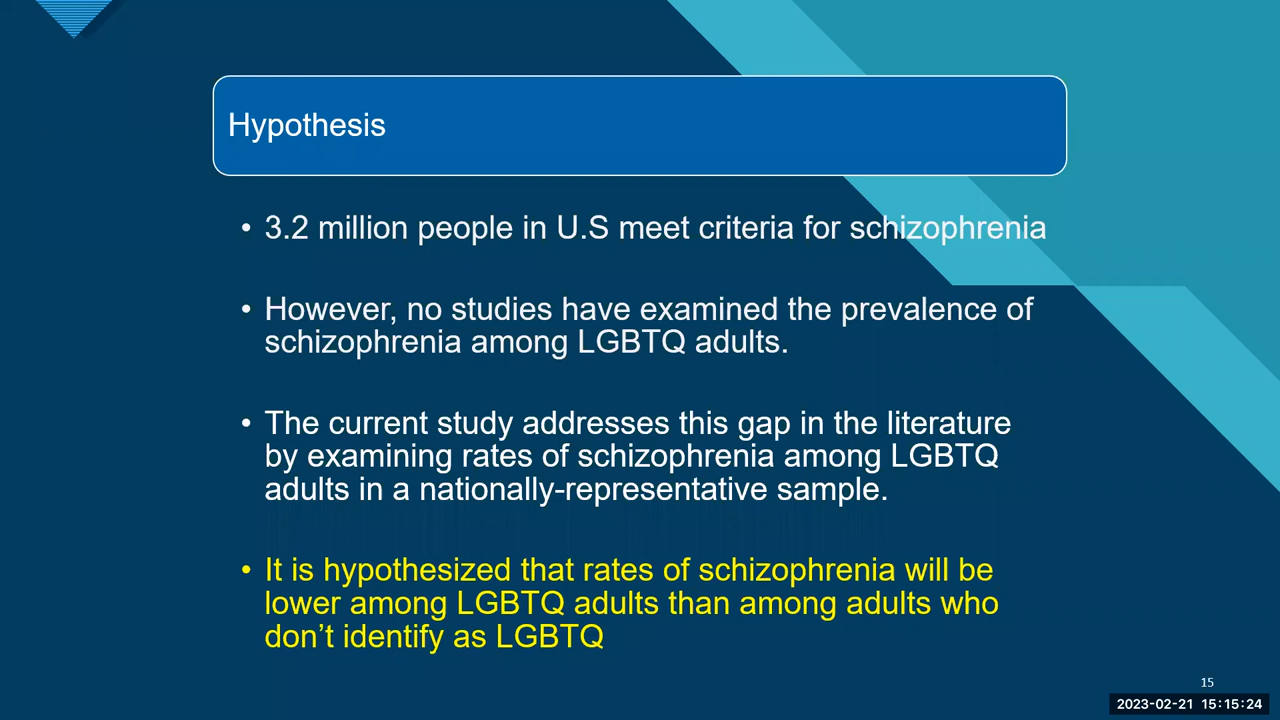 Hypothesis
• 3.2 million people in U.S meet criteria for schizophrenia
• However, no studies have examined the prevalence of
schizophrenia among LGBTQ adults.
• The current study addresses this gap in the literature
by examining rates of schizophrenia among LGBTQ
adults in a nationally-representative sample.
• It is hypothesized that rates of schizophrenia will be
lower among LGBTQ adults than among adults who
don’t identify as LGBTQ
15
2023-02-21 15:15:24